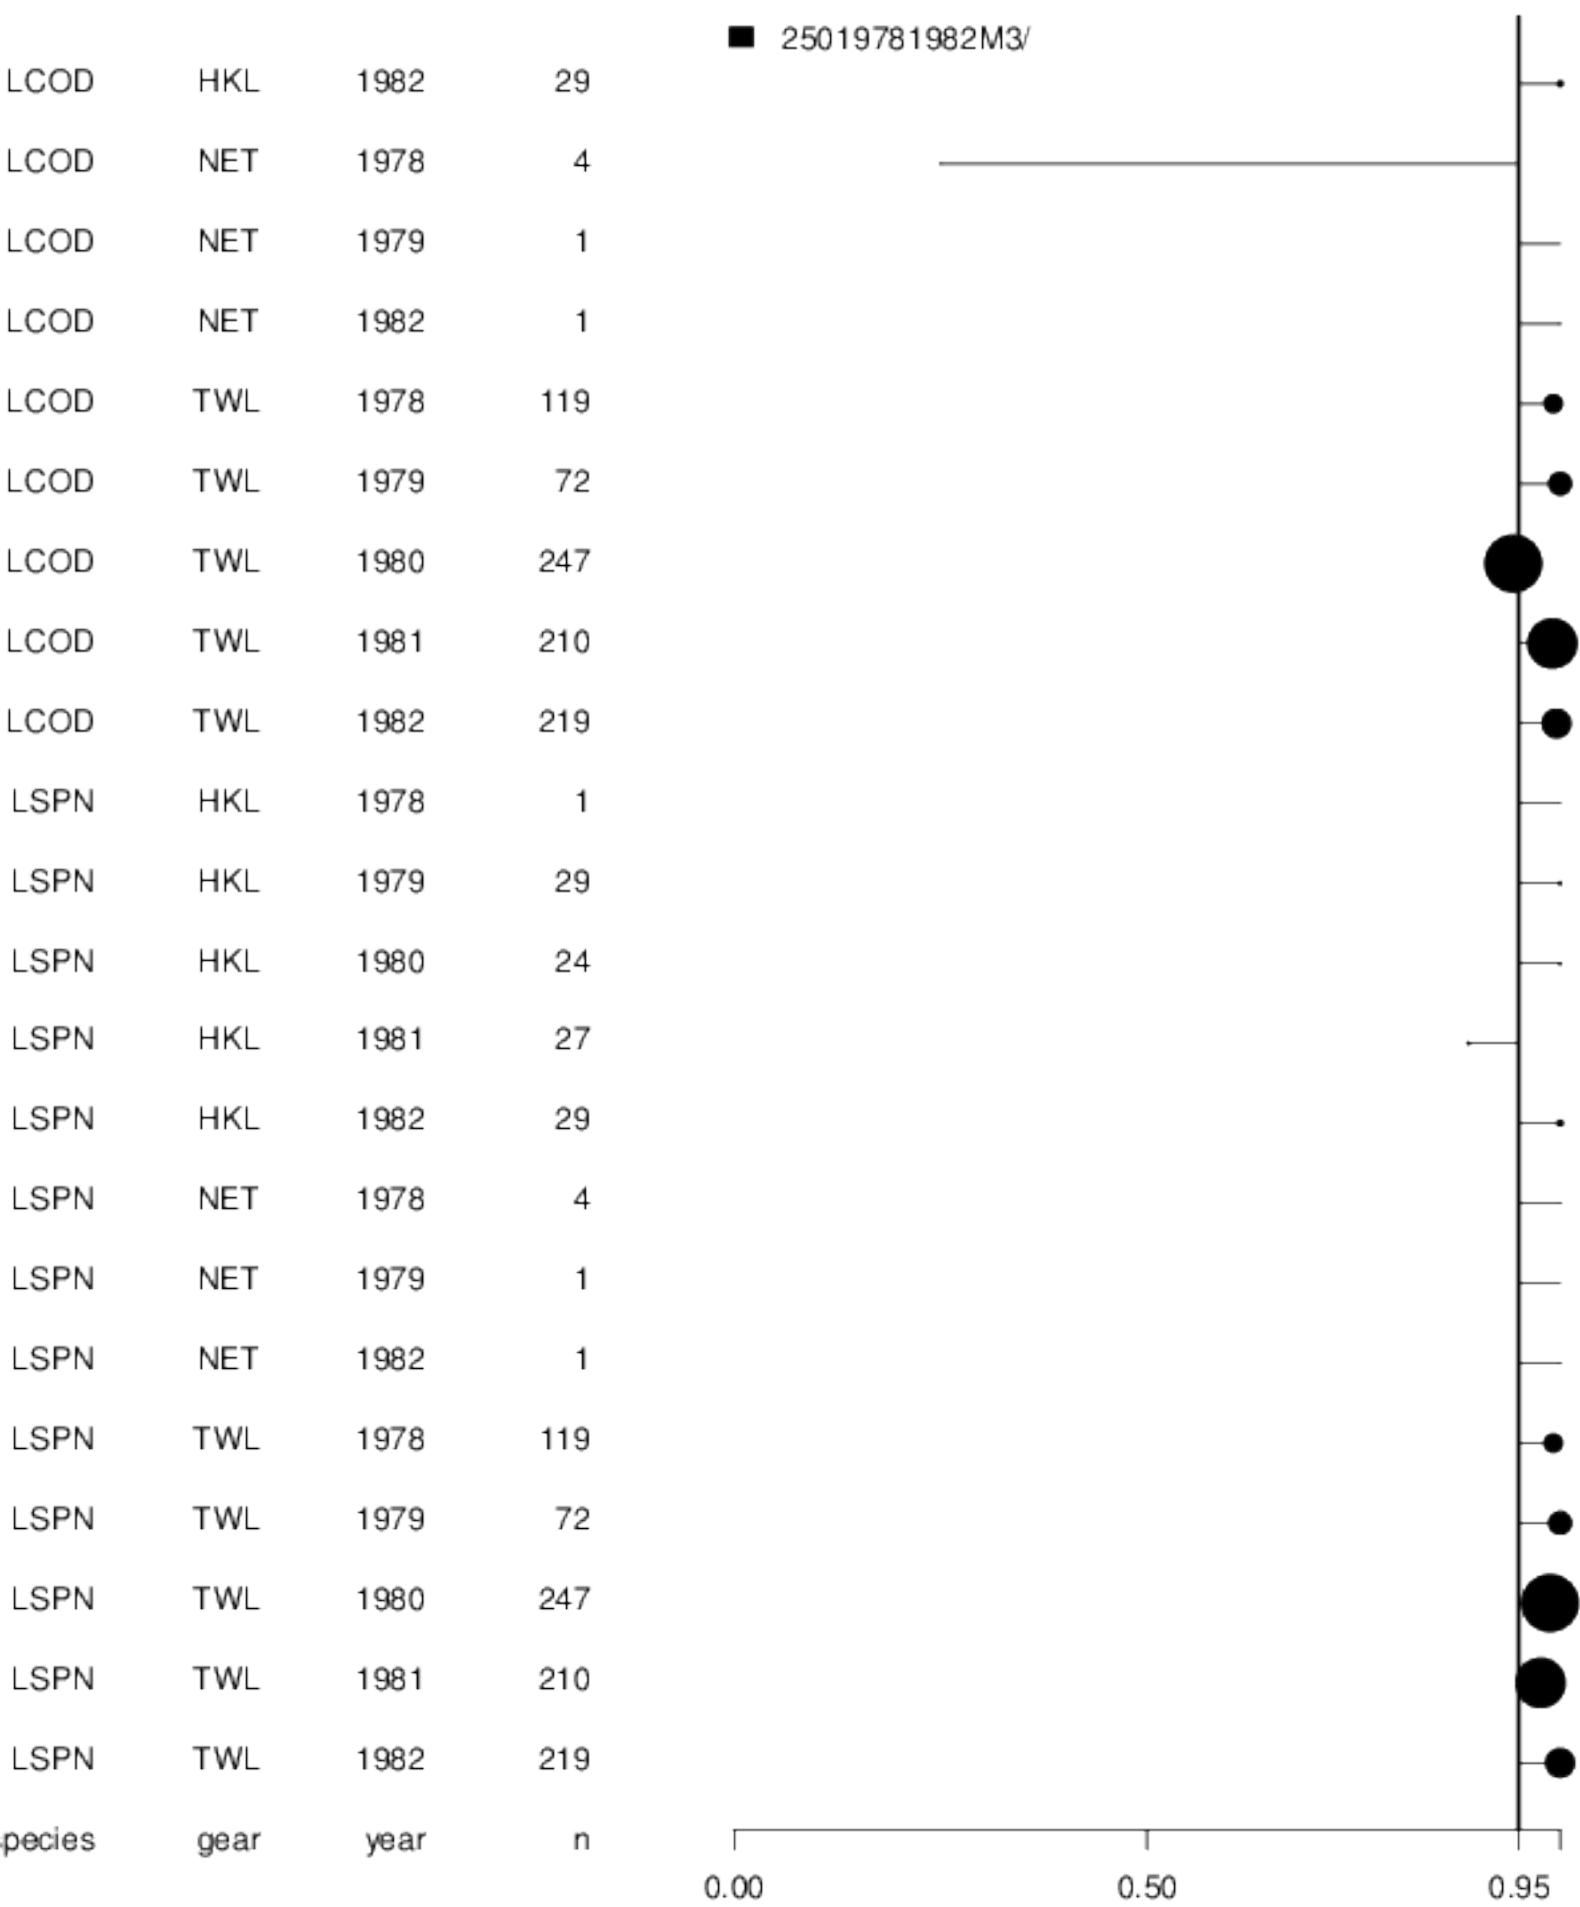 25019781982M3/
LCOD HKL 1982 29
LCOD NET 1978 4
LCOD NET 1979 1
LCOD NET 1982 1
LCOD TWL 1978 119
LCOD TWL 1979 72
LCOD TWL 1980 247
LCOD TWL 1981 210
LCOD TWL 1982 219
LSPN HKL 1978 1
LSPN HKL 1979 29
LSPN HKL 1980 24
LSPN HKL 1981 27
LSPN HKL 1982 29
LSPN NET 1978 4
LSPN NET 1979 1
LSPN NET 1982 1
LSPN TWL 1978 119
LSPN TWL 1979 72
LSPN TWL 1980 247
LSPN TWL 1981 210
LSPN TWL 1982 219
pecies gear year n
0.00 0.50 0.95